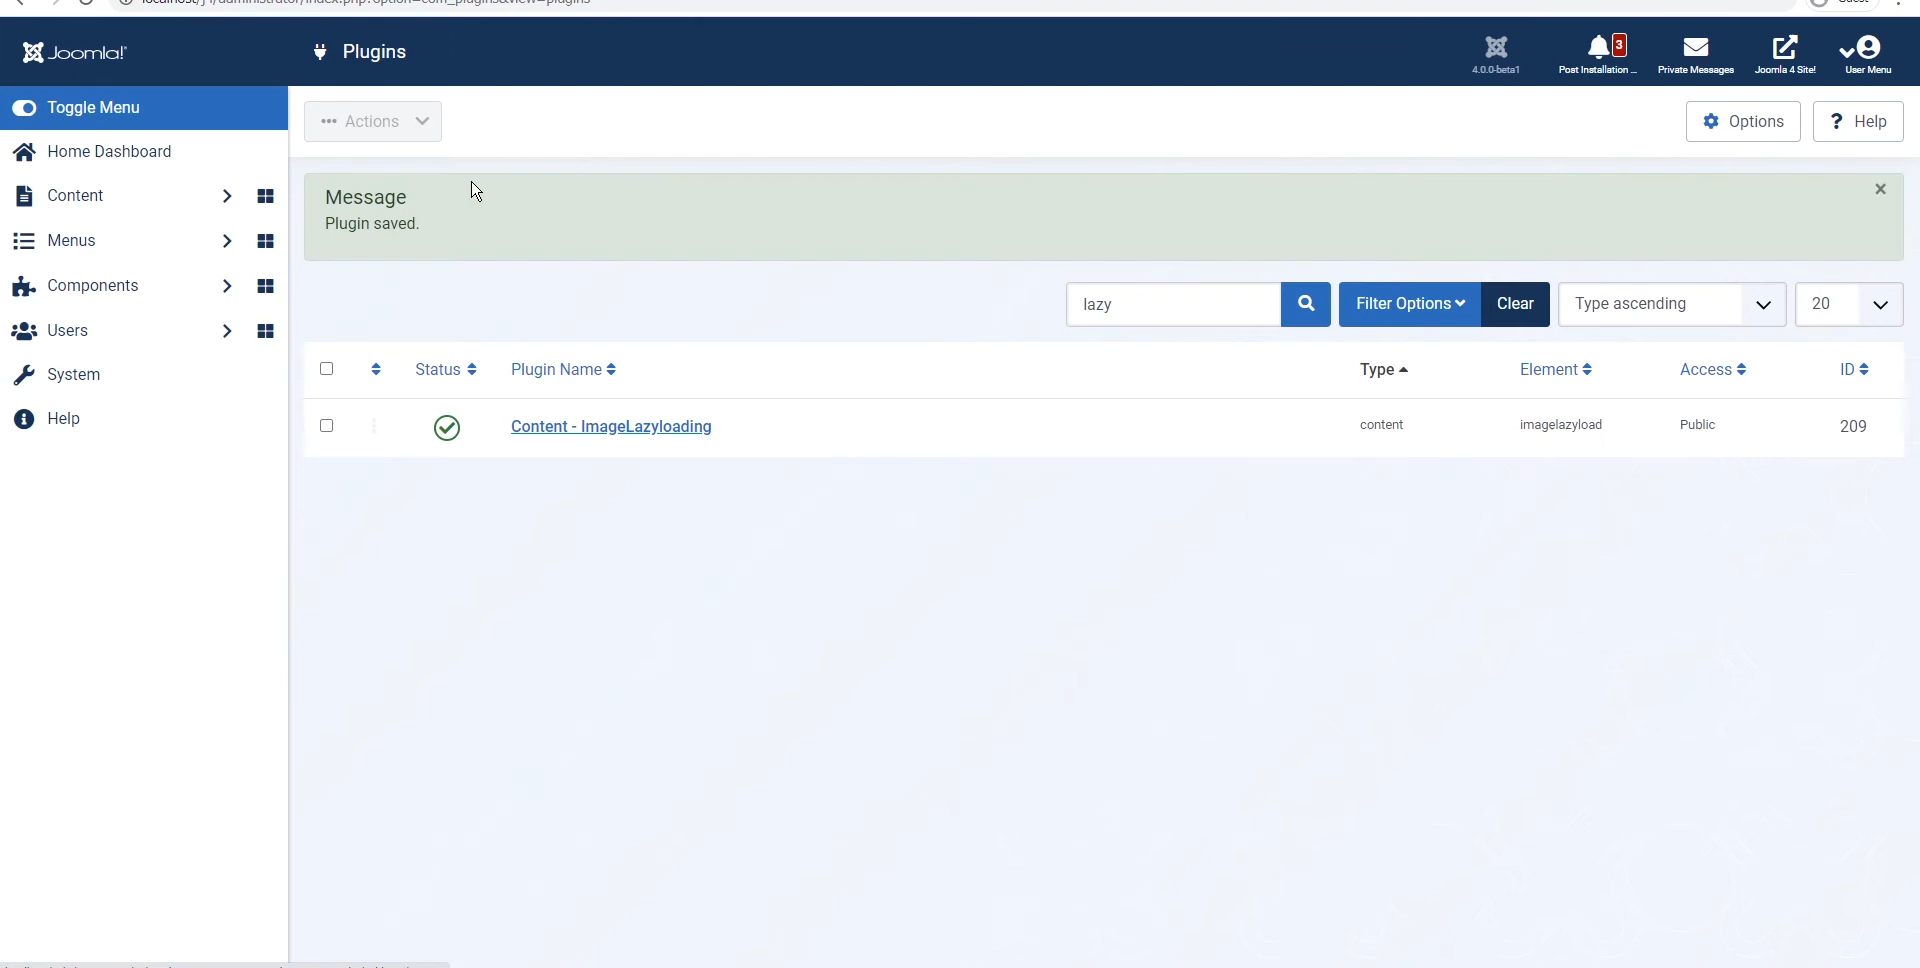 Joomla!
Plugins
4.0.0-beta1
3
Post Installation ...
Private Messages
Joomla 4 Site!
User Menu
Toggle Menu
Home Dashboard
Content
Menus
Components
Users
System
Help
Actions
Options
? Help
Message
Plugin saved.
lazy
Filter Options
Clear
Type ascending
20
Status
Plugin Name
Type
Element
Access
ID
Content - ImageLazyloading
content
imagelazyload
Public
209